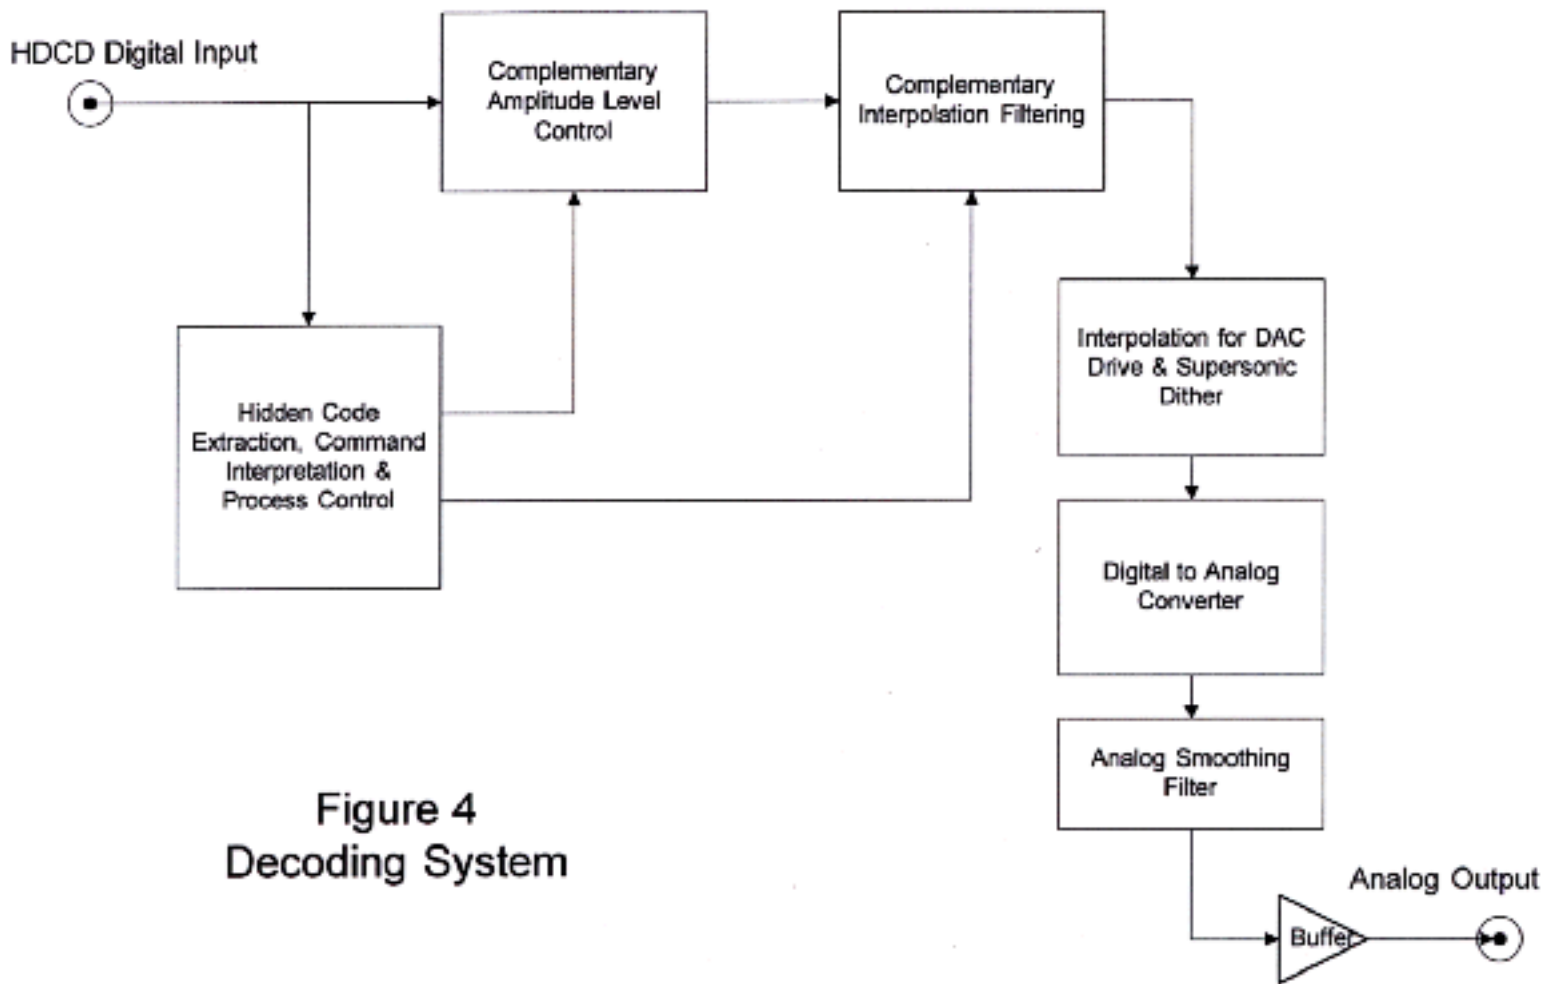 HDCD Digital Input
Complementary
Amplitude Level
Control
Complementary
Interpolation Filtering
Hidden Code
Extraction, Command
Interpretation &
Process Control
Interpolation for DAC
Drive & Supersonic
Dither
Digital to Analog
Converter
Analog Smoothing
Filter
Figure 4
Decoding System
Analog Output
Buffer